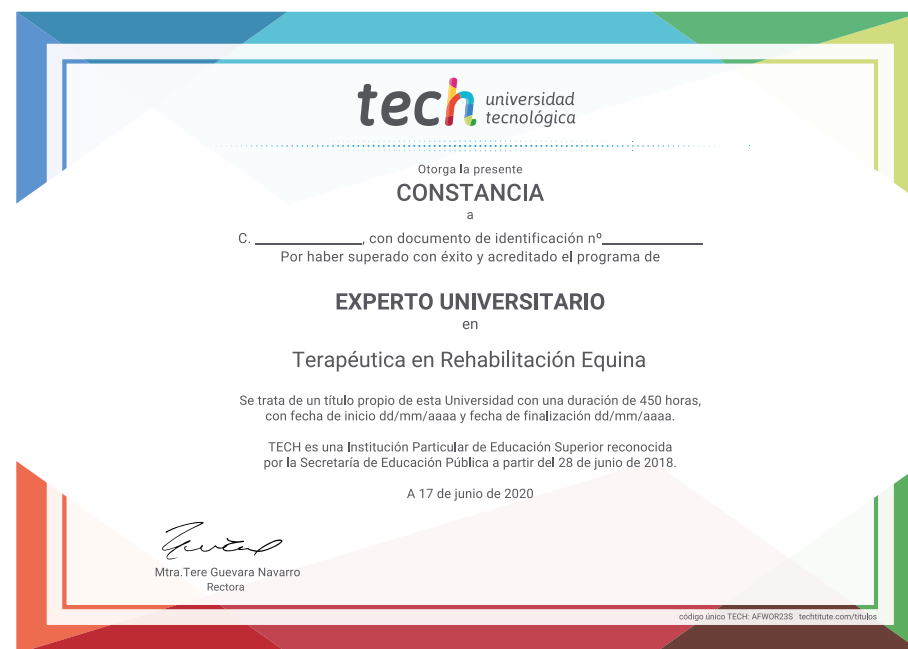 tech universidad
tecnológica
Otorga la presente
CONSTANCIA
a
C. ______________, con documento de identificación nº_____________
Por haber superado con éxito y acreditado el programa de
EXPERTO UNIVERSITARIO
en
Terapéutica en Rehabilitación Equina
Se trata de un título propio de esta Universidad con una duración de 450 horas,
con fecha de inicio dd/mm/aaaa y fecha de finalización dd/mm/aaaa.
TECH es una Institución Particular de Educación Superior reconocida
por la Secretaría de Educación Pública a partir del 28 de junio de 2018.
A 17 de junio de 2020
Mtra.Tere Guevara Navarro
Rectora
código único TECH: AFWOR23S techtitute.com/titulos